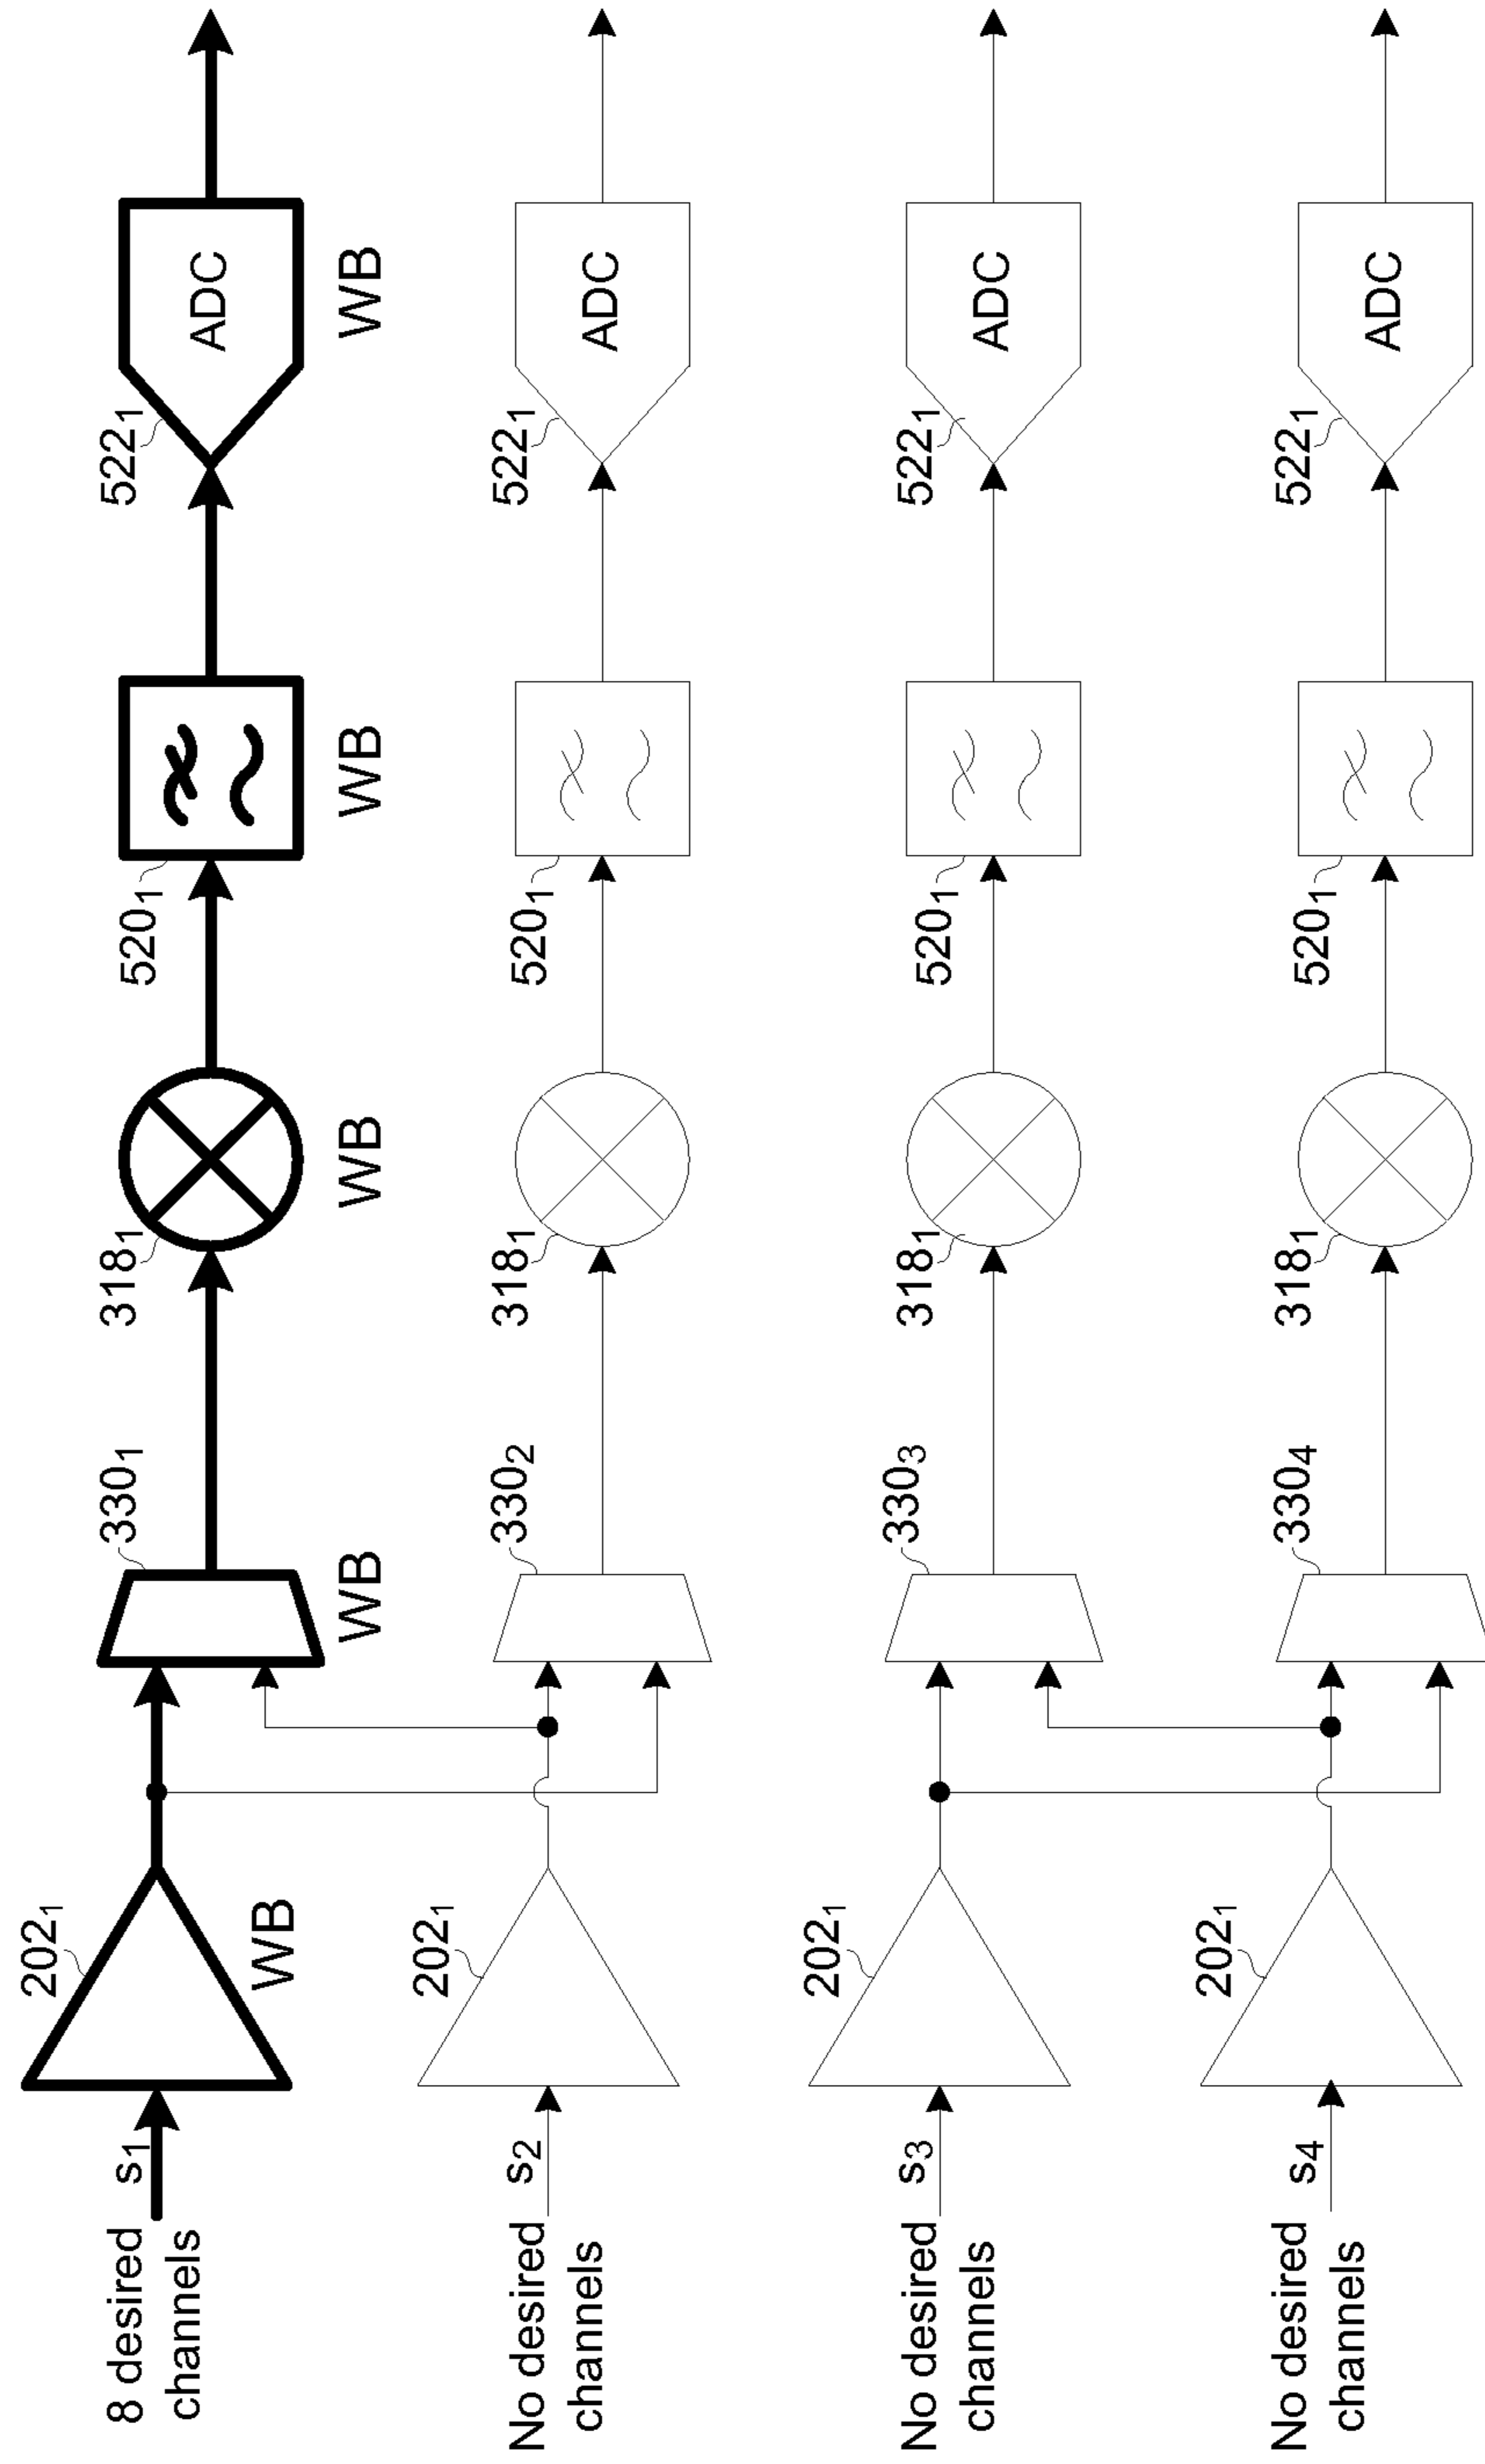 8 desired
channels
s1
2021
WB
3301
WB
3181
WB
5201
WB
5221
ADC
WB
No desired
channels
s2
2021
3302
3181
5201
5221
ADC
No desired
channels
s3
2021
3303
3181
5201
5221
ADC
No desired
channels
s4
2021
3304
3181
5201
5221
ADC